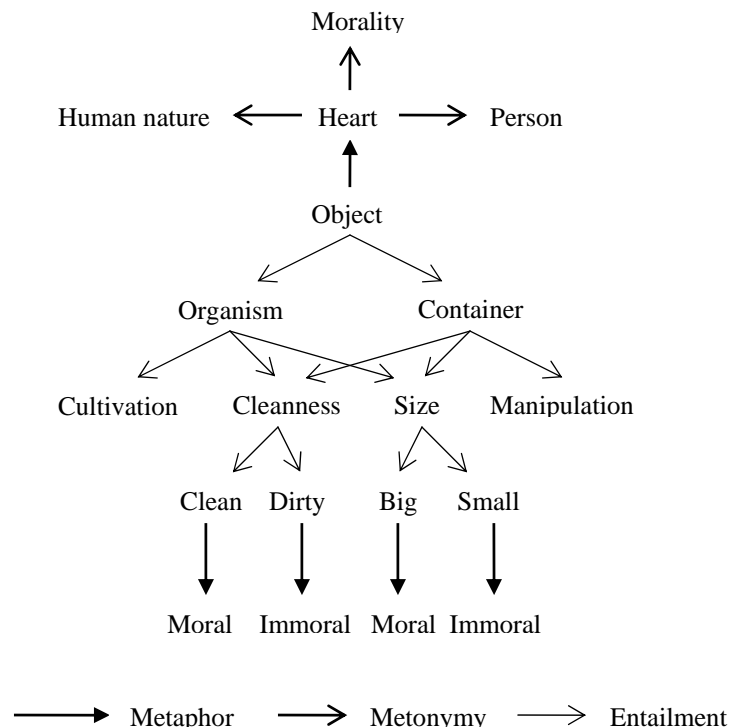 Morality
Human nature Heart Person
Object
Organism Container
Cultivation Cleanness Size Manipulation
Clean Dirty Big Small
Moral Immoral Moral Immoral
Metaphor Metonymy Entailment